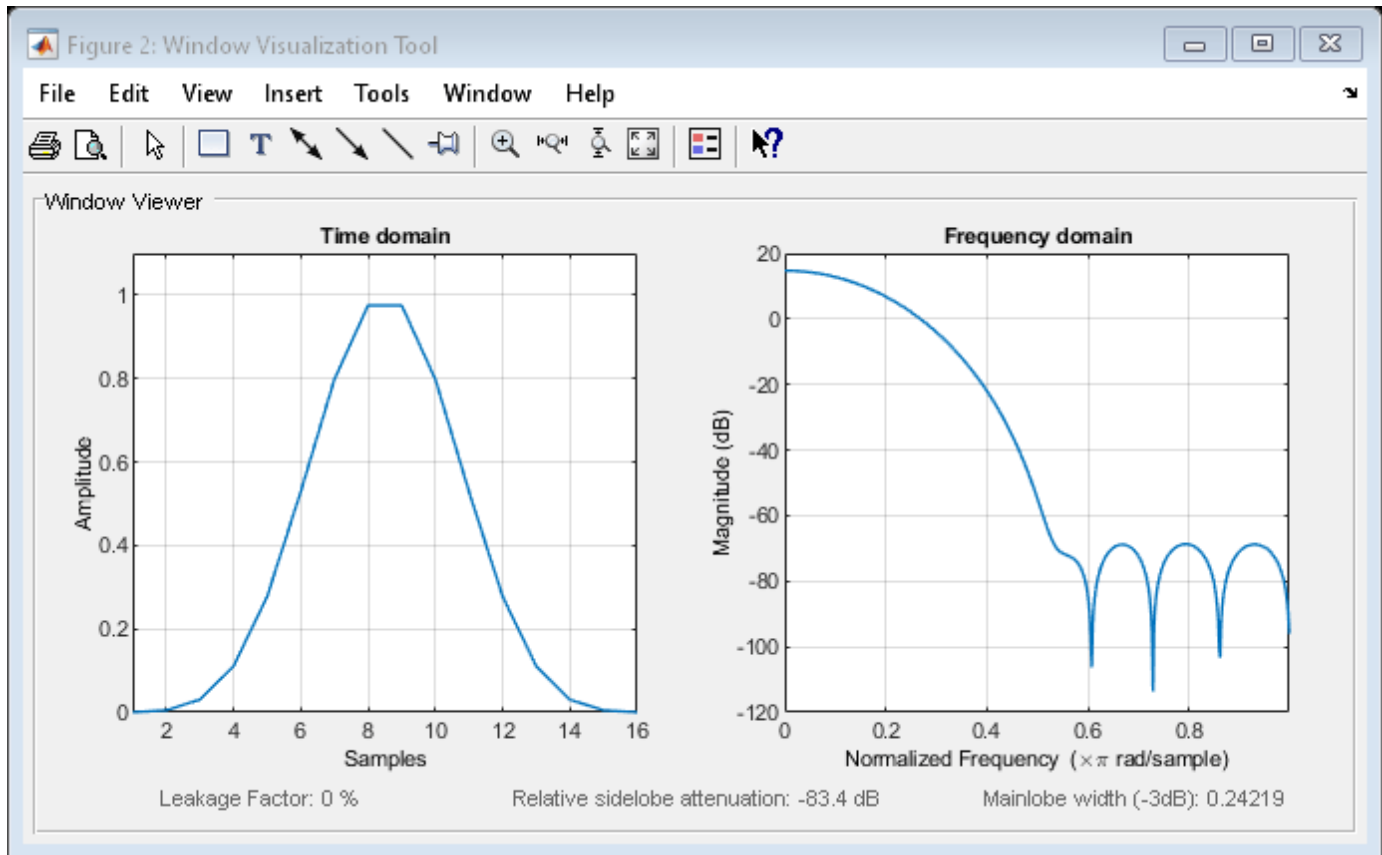 Figure 2: Window Visualization Tool
File Edit View Insert Tools Window Help
T
?
Window Viewer
Time domain
1
0.8
0.6
0.4
0.2
0
2 4 6 8 10 12 14 16
Amplitude
Samples
Frequency domain
20
0
-20
-40
-60
-80
-100
-120
0 0.2 0.4 0.6 0.8
Magnitude (dB)
Normalized Frequency (×π rad/sample)
Leakage Factor: 0 % Relative sidelobe attenuation: -83.4 dB Mainlobe width (-3dB): 0.24219